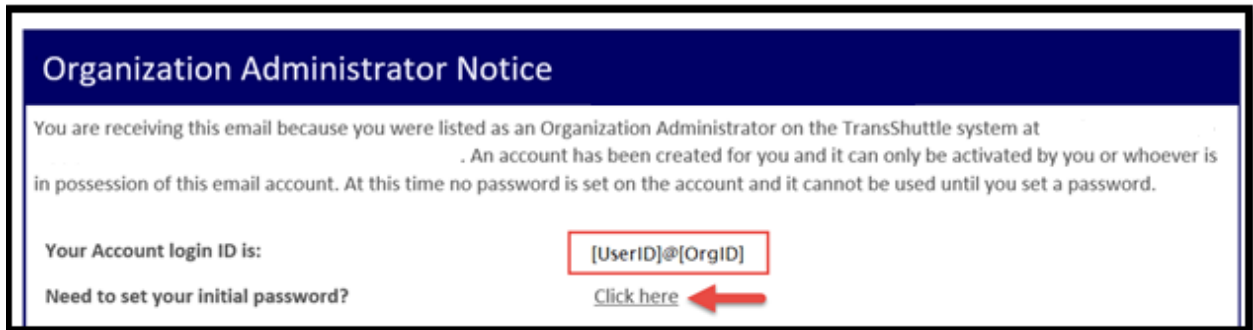 Organization Administrator Notice
You are receiving this email because you were listed as an Organization Administrator on the TransShuttle system at
. An account has been created for you and it can only be activated by you or whoever is
in possession of this email account. At this time no password is set on the account and it cannot be used until you set a password.
Your Account login ID is: [UserID]@[OrgID]
Need to set your initial password? Click here